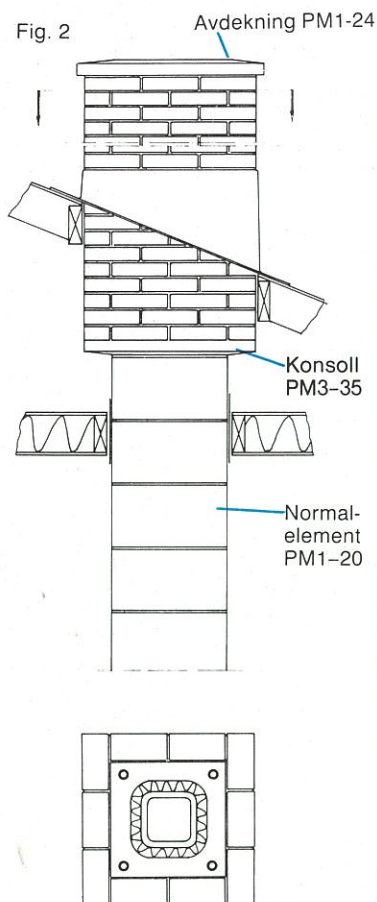 Fig. 2
Avdekning PM1-24
Konsoll
PM3-35
Normal-
element
PM1-20